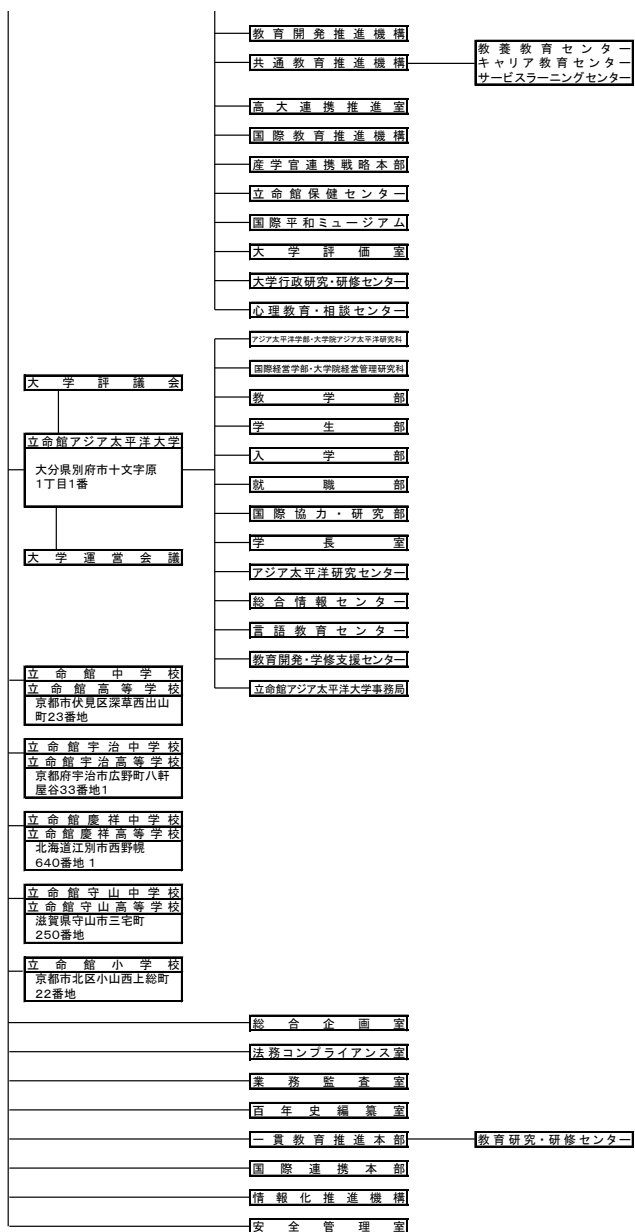 教育開発推進機構
共通教育推進機構
教養教育センター
キャリア教育センター
サービスラーニングセンター
高大連携推進室
国際教育推進機構
産学官連携戦略本部
立命館保健センター
国際平和ミュージアム
大学評価室
大学行政研究・研修センター
心理教育・相談センター
アジア太平洋学部・大学院アジア太平洋研究科
国際経営学部・大学院経営管理研究科
大学評議会
教学部
学生部
立命館アジア太平洋大学
大分県別府市十文字原
1丁目1番
入学部
就職部
国際協力・研究部
学長室
大学運営会議
アジア太平洋研究センター
総合情報センター
言語教育センター
教育開発・学修支援センター
立命館アジア太平洋大学事務局
立命館中学校
立命館高等学校
京都市伏見区深草西出山
町23番地
立命館宇治中学校
立命館宇治高等学校
京都府宇治市広野町八軒
屋谷33番地1
立命館慶祥中学校
立命館慶祥高等学校
北海道江別市西野幌
640番地 1
立命館守山中学校
立命館守山高等学校
滋賀県守山市三宅町
250番地
立命館小学校
京都市北区小山西上総町
22番地
総合企画室
法務コンプライアンス室
業務監査室
百年史編纂室
一貫教育推進本部
教育研究・研修センター
国際連携本部
情報化推進機構
安全管理室